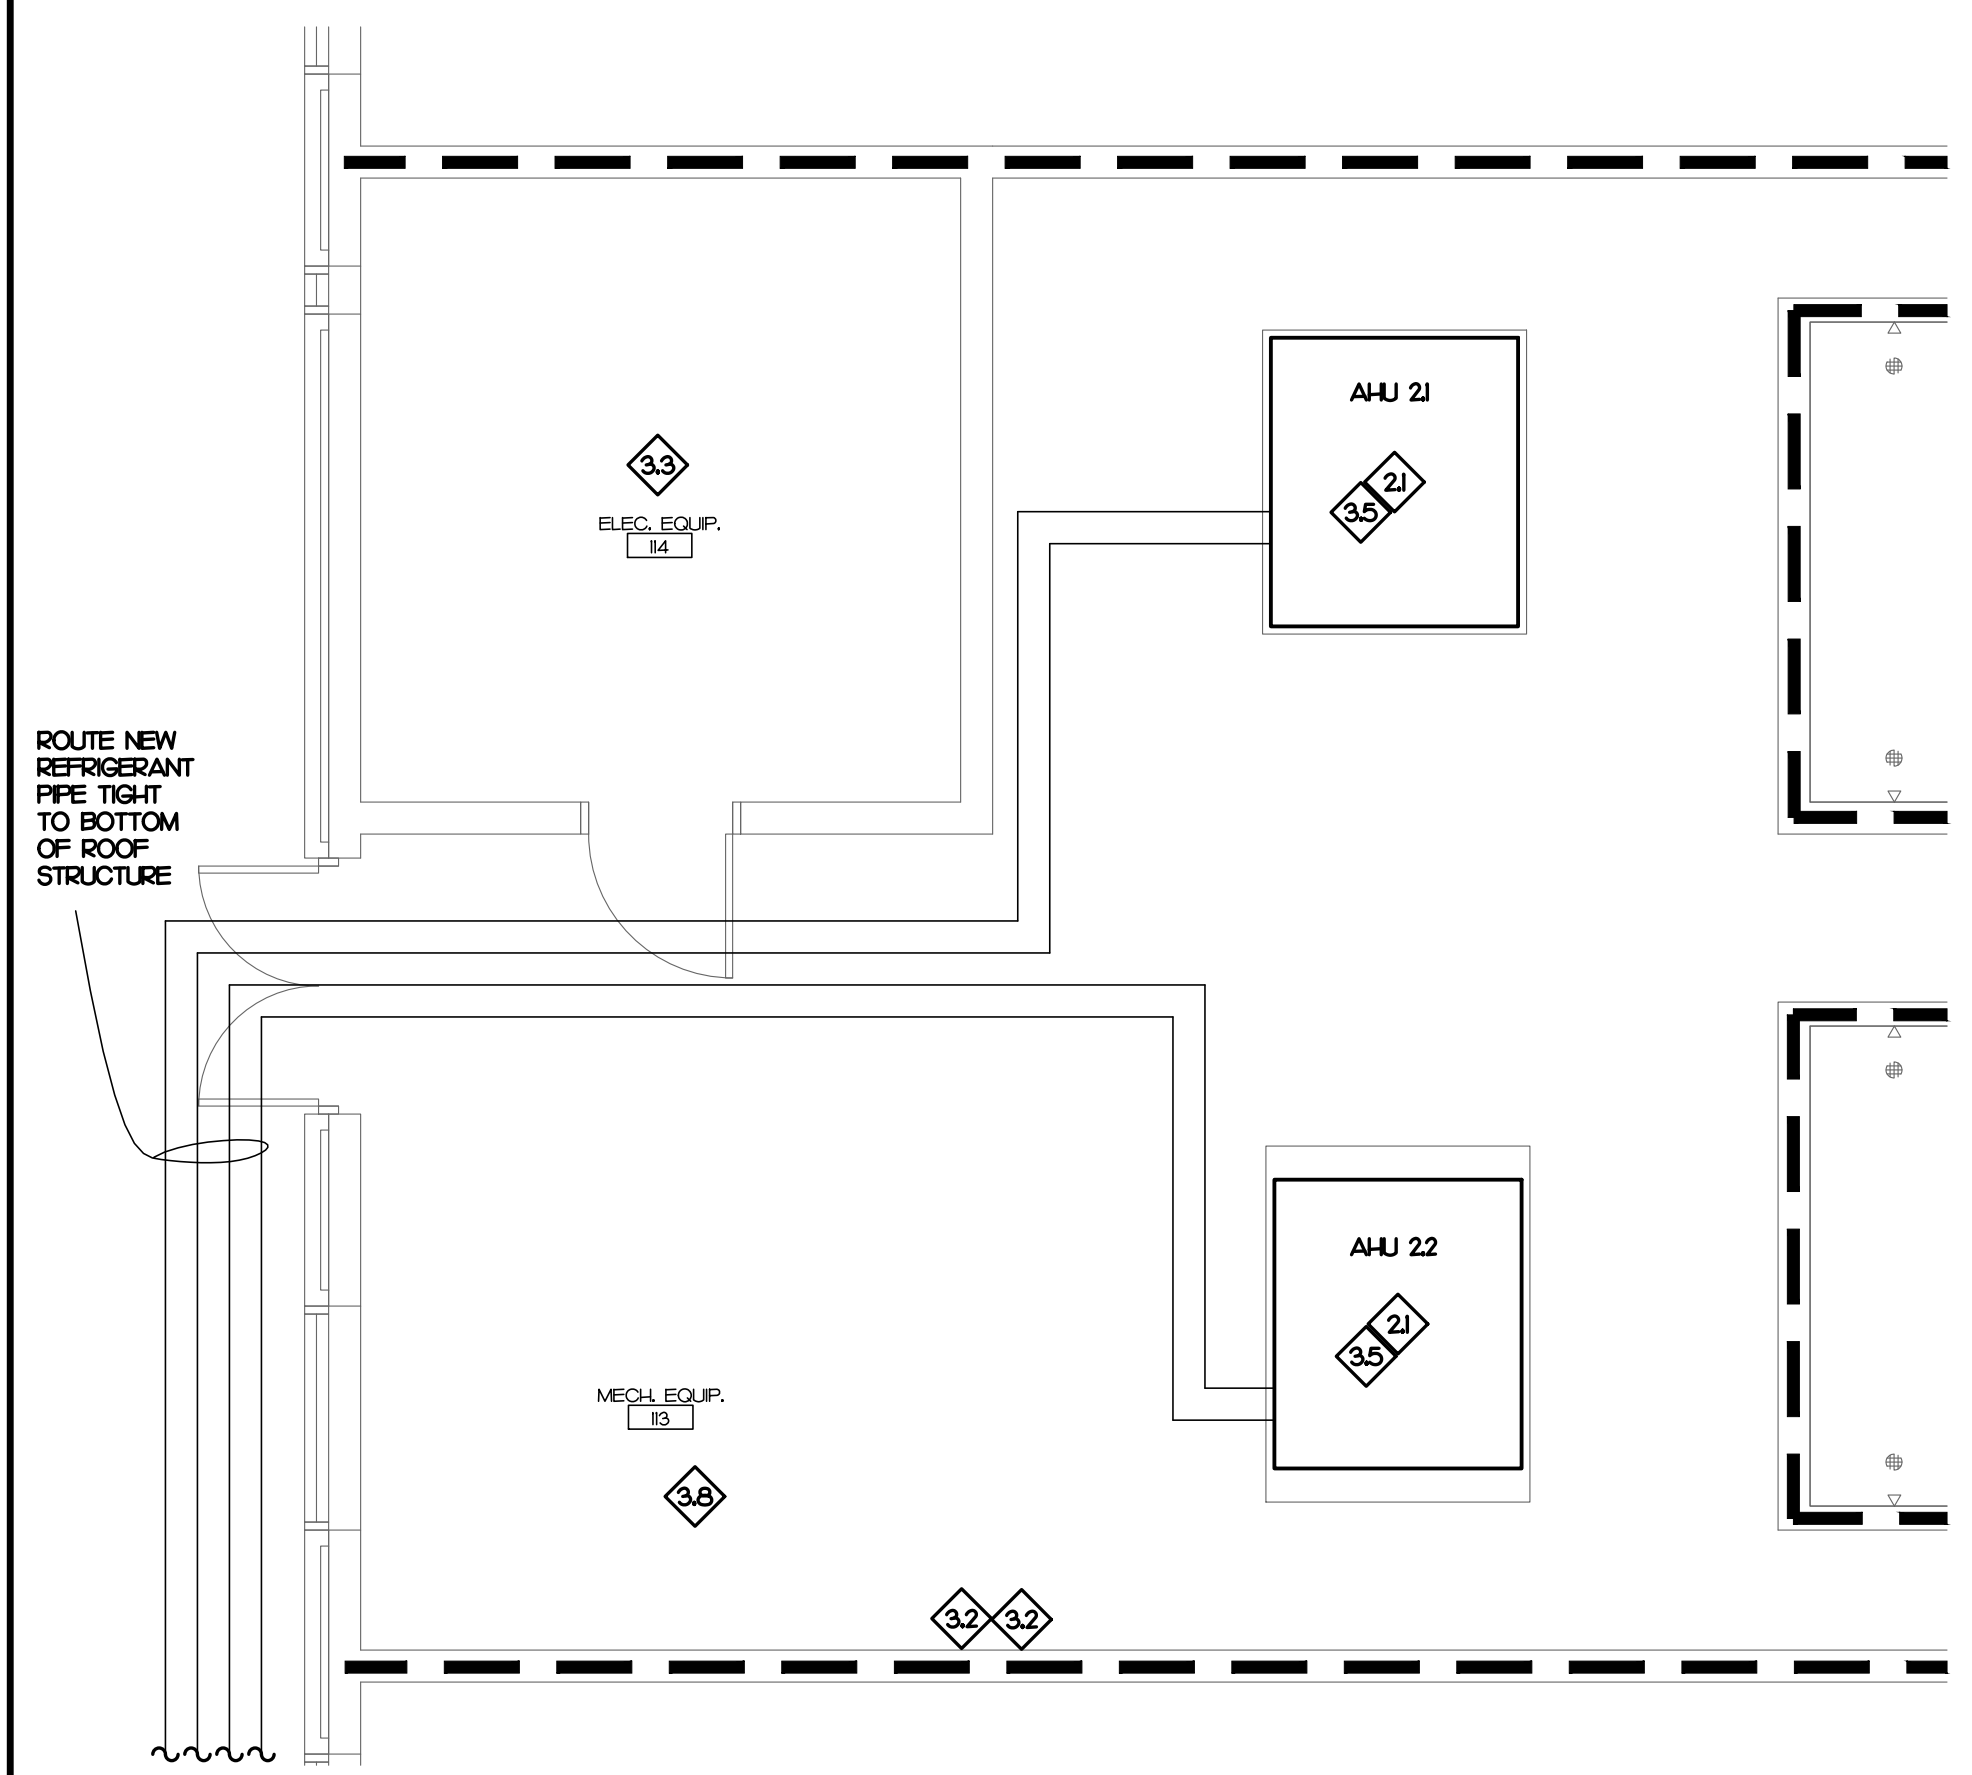 AHU 2.1
2.1
3.5
3.3
ELEC. EQUIP.
114
ROUTE NEW
REFRIGERANT
PIPE TIGHT
TO BOTTOM
OF ROOF
STRUCTURE
AHU 2.2
2.1
3.5
MECH. EQUIP.
113
3.8
3.2 3.2